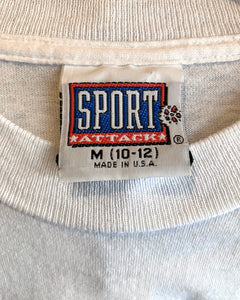 SPORT
ATTACK
®
M (10-12)
MADE IN U.S.A.